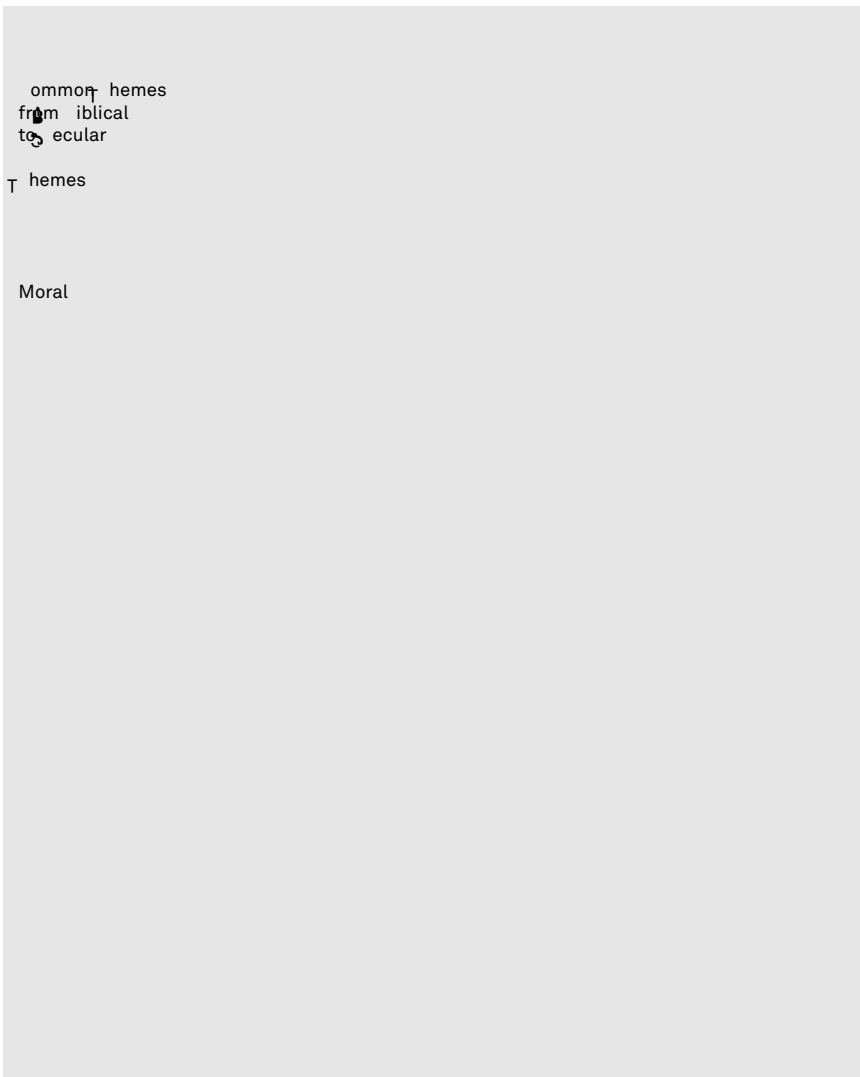 ommon T hemes
from B iblical
to S ecular
T hemes
Moral